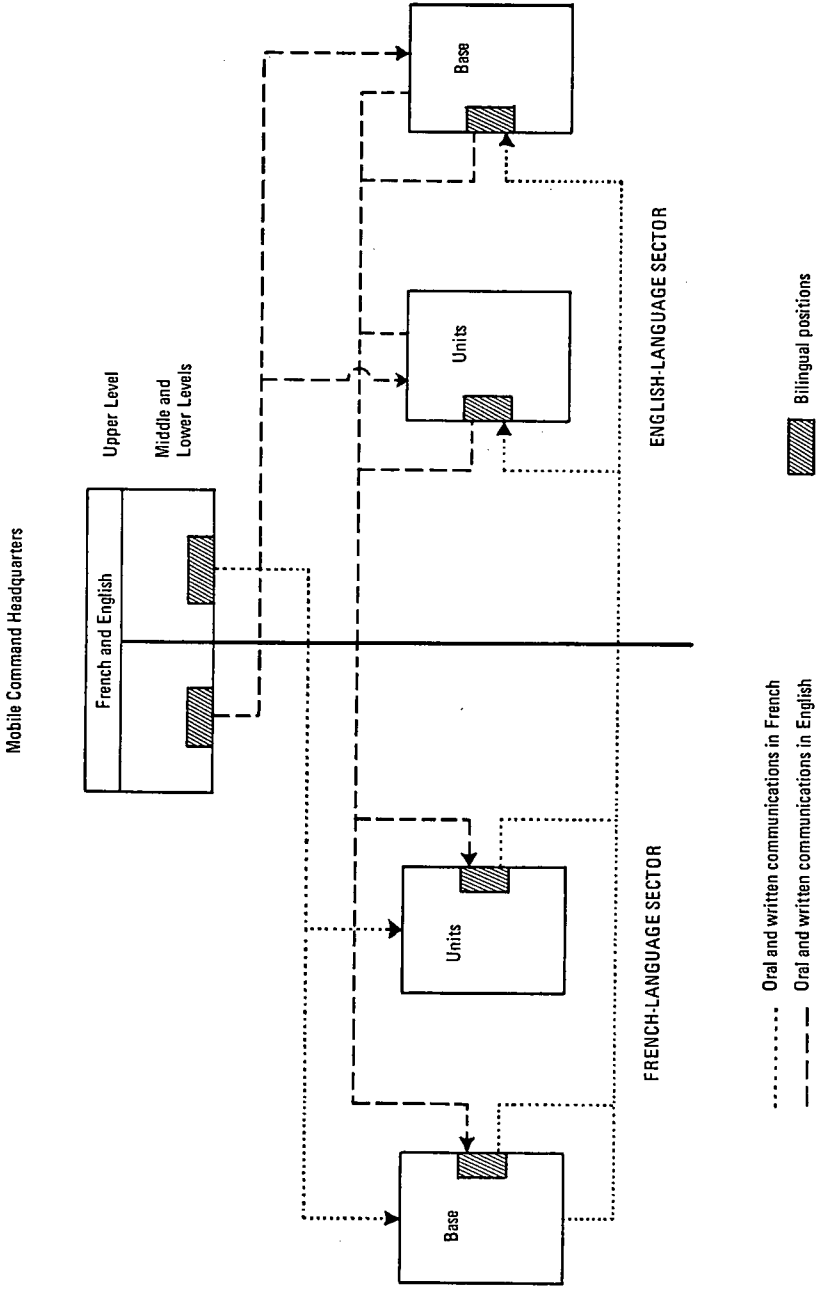 Mobile Command Headquarters
French and English
Upper Level
Middle and
Lower Levels
Base
Units
Units
Base
FRENCH-LANGUAGE SECTOR
ENGLISH-LANGUAGE SECTOR
Oral and written communications in French
Oral and written communications in English
Bilingual positions